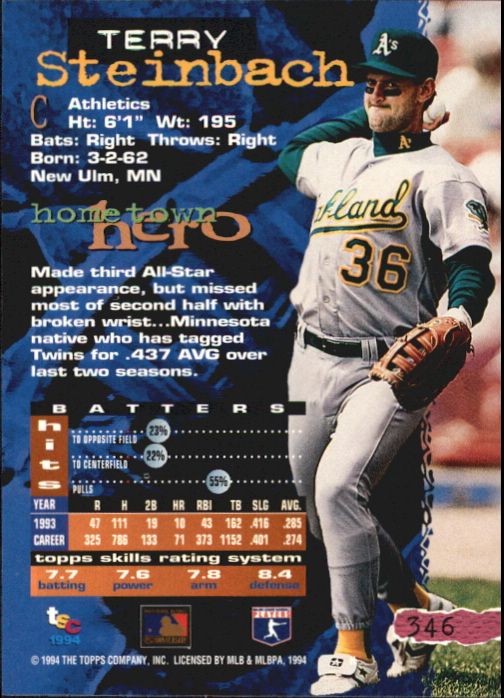 TERRY
Steinbach
C Athletics
Ht: 6'1" Wt: 195
Bats: Right Throws: Right
Born: 3-2-62
New Ulm, MN
hometown
hero
Made third All-Star
appearance, but missed
most of second half with
broken wrist...Minnesota
native who has tagged
Twins for .437 AVG over
last two seasons.
BATTERS
hits
TO OPPOSITE FIELD 23%
TO CENTERFIELD 22%
PULLS 55%
YEAR R H 2B HR RBI TB SLG AVG.
1993 47 111 19 10 43 162 .416 .285
CAREER 325 786 133 71 373 1152 .401 .274
topps skills rating system
7.7 7.6 7.8 8.4
batting power arm defense
tsc
1994
PLAYERS
© 1994 THE TOPPS COMPANY, INC. LICENSED BY MLB & MLBPA, 1994
A's
A's
Oakland
36
346